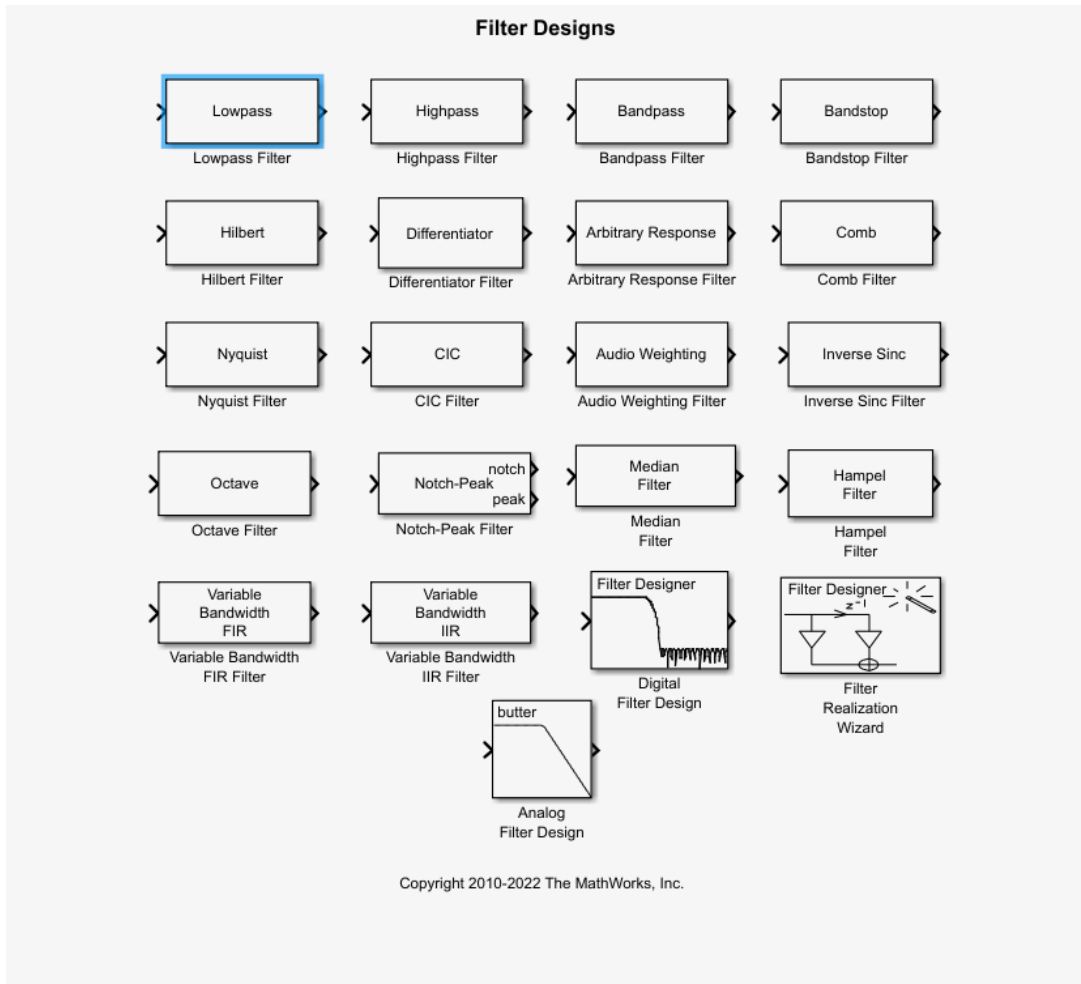 Filter Designs
Lowpass
Highpass
Bandpass
Bandstop
Lowpass Filter
Highpass Filter
Bandpass Filter
Bandstop Filter
Hilbert
Differentiator
Arbitrary Response
Comb
Hilbert Filter
Differentiator Filter
Arbitrary Response Filter
Comb Filter
Nyquist
CIC
Audio Weighting
Inverse Sinc
Nyquist Filter
CIC Filter
Audio Weighting Filter
Inverse Sinc Filter
Octave
Octave Filter
notch
Notch-Peak
peak
Notch-Peak Filter
Median
Filter
Median
Filter
Hampel
Filter
Hampel
Filter
Variable
Bandwidth
FIR
Variable Bandwidth
FIR Filter
Variable
Bandwidth
IIR
Variable Bandwidth
IIR Filter
Filter Designer
Digital
Filter Design
Filter Designer
z⁻¹
Filter
Realization
Wizard
butter
Analog
Filter Design
Copyright 2010-2022 The MathWorks, Inc.